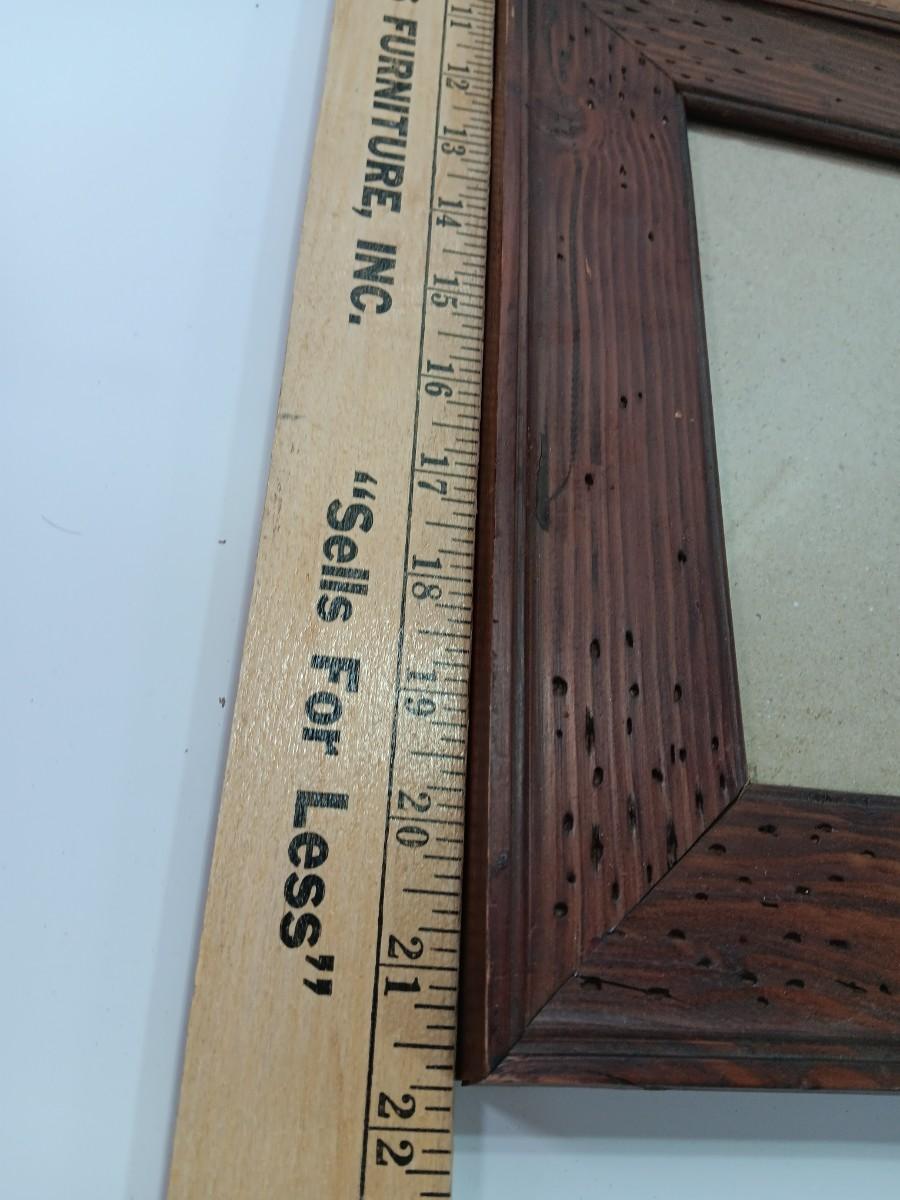 FURNITURE, INC.
"Sells For Less"
11 12 13 14 15 16 17 18 19 20 21 22